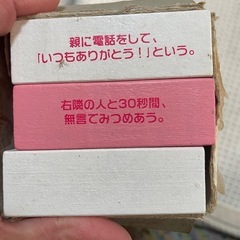 親に電話をして、
「いつもありがとう!」という。
右隣の人と30秒間、
無言でみつめあう。